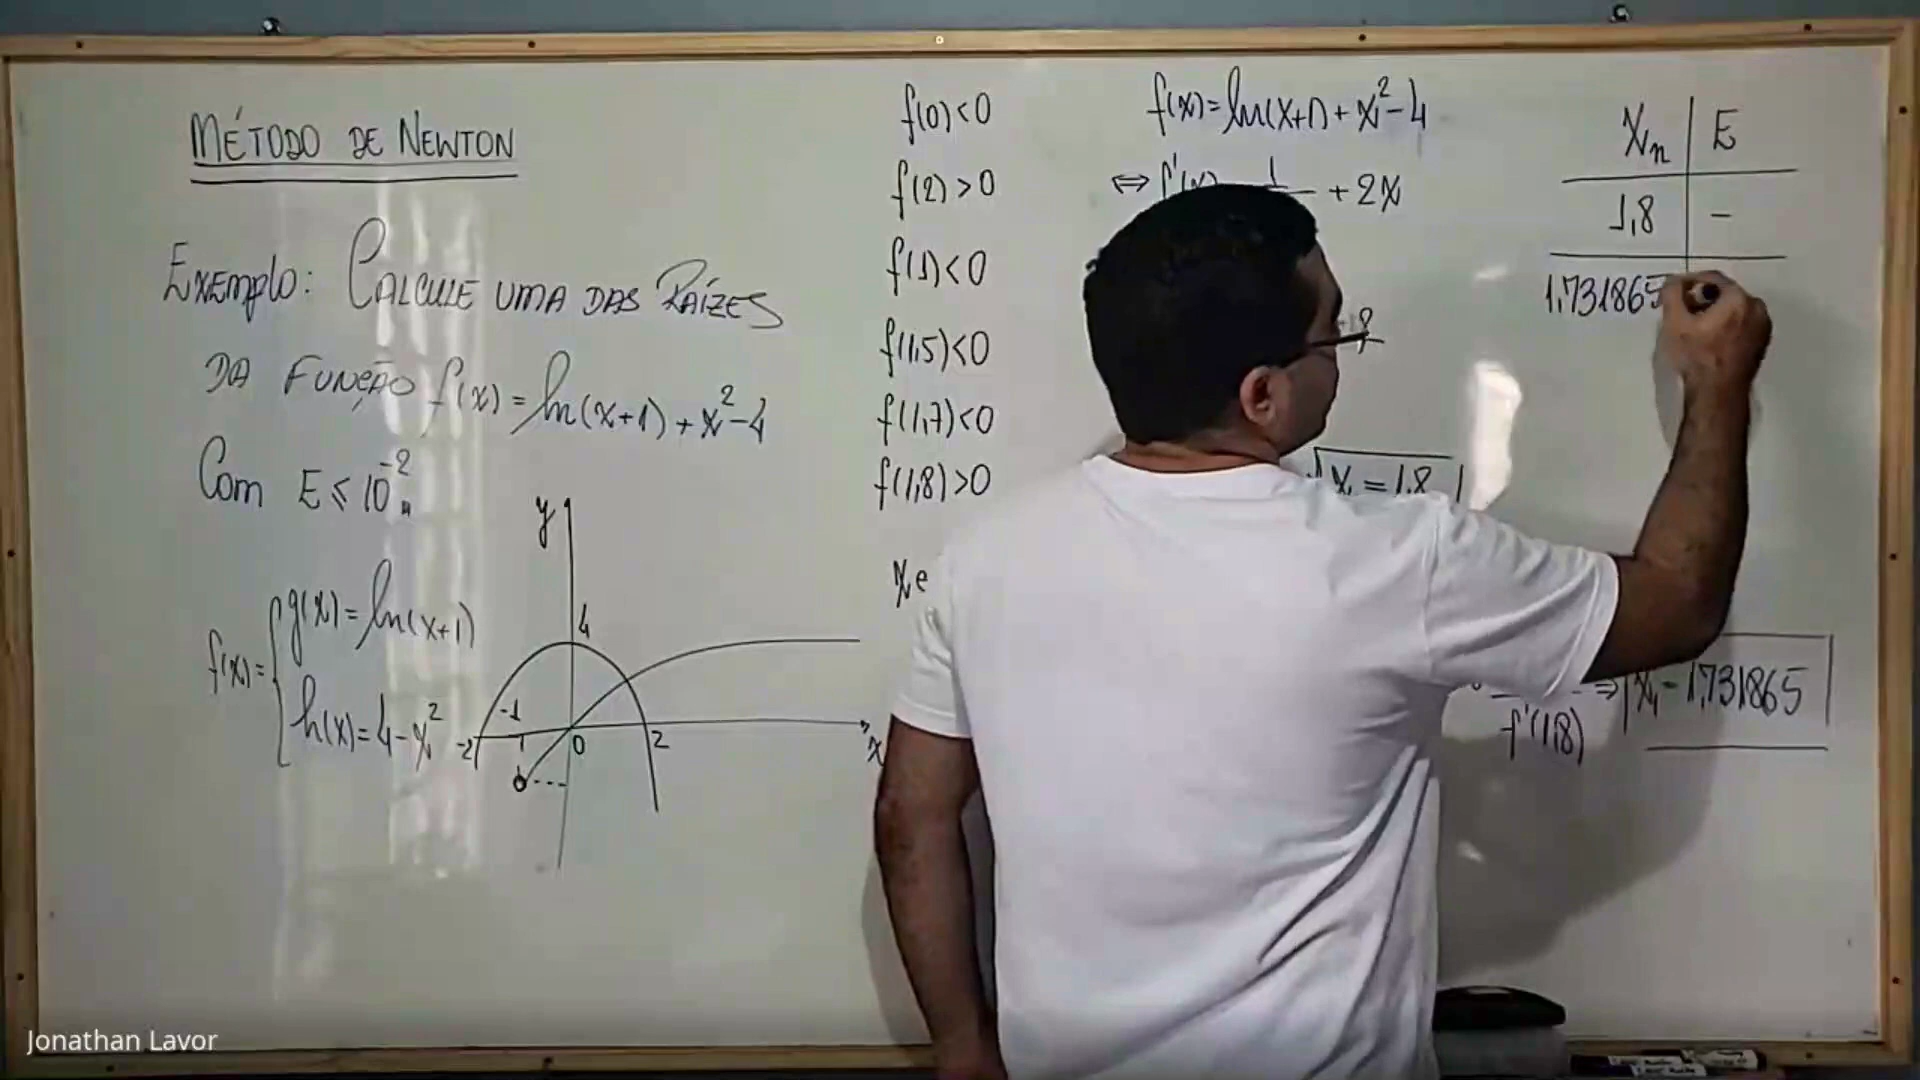 MÉTODO DE NEWTON
EXEMPLO: CALCULE UMA DAS RAÍZES
DA FUNÇÃO f(x) = ln(x+1) + x² - 4
COM E ≤ 10⁻²
f(x) = { g(x) = ln(x+1)
h(x) = 4 - x²
y
4
-1
-2
0
2
x
f(0) < 0
f(2) > 0
f(1) < 0
f(1,5) < 0
f(1,7) < 0
f(1,8) > 0
f(x) = ln(x+1) + x² - 4
⇔ f'(x) 1 + 2x
x₁ = 1,8
f'(1,8) ⇒ x₁ = 1,731865
Xn | E
1,8 | -
1,731865
Jonathan Lavor